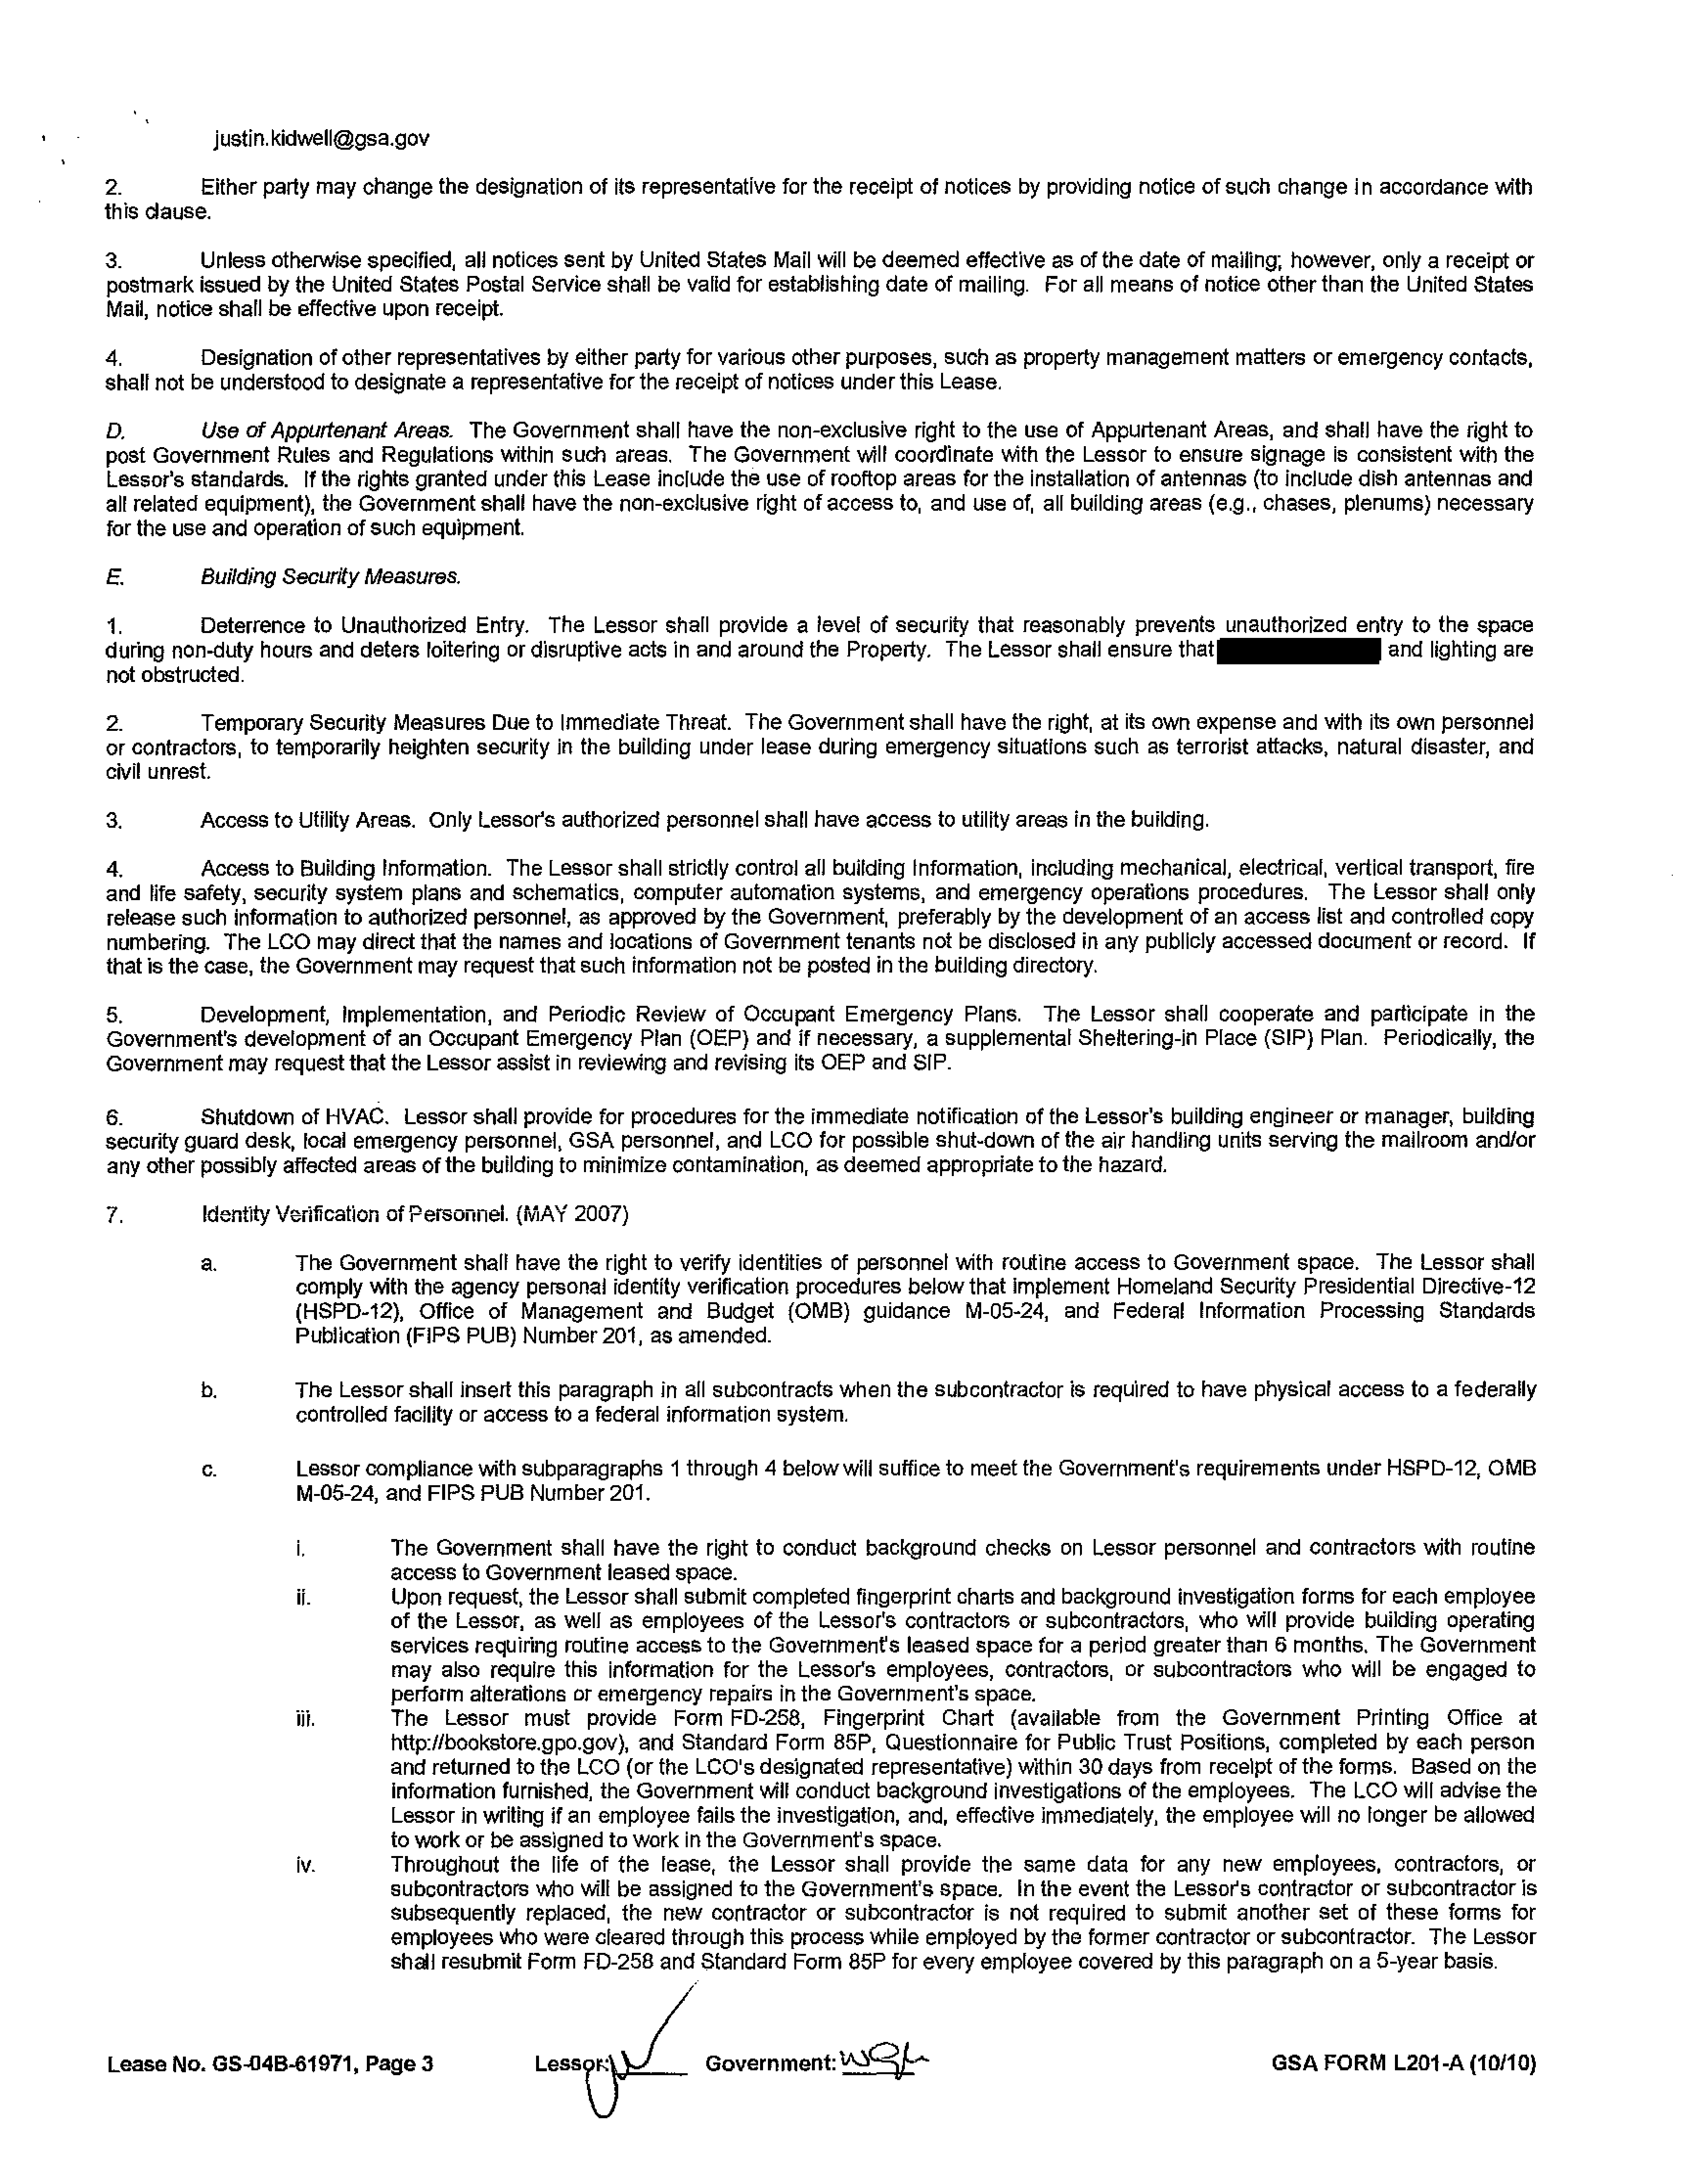 justin.kidwell@gsa.gov
2. Either party may change the designation of its representative for the receipt of notices by providing notice of such change in accordance with
this clause.
3. Unless otherwise specified, all notices sent by United States Mail will be deemed effective as of the date of mailing; however, only a receipt or
postmark issued by the United States Postal Service shall be valid for establishing date of mailing. For all means of notice other than the United States
Mail, notice shall be effective upon receipt.
4. Designation of other representatives by either party for various other purposes, such as property management matters or emergency contacts,
shall not be understood to designate a representative for the receipt of notices under this Lease.
D. Use of Appurtenant Areas. The Government shall have the non-exclusive right to the use of Appurtenant Areas, and shall have the right to
post Government Rules and Regulations within such areas. The Government will coordinate with the Lessor to ensure signage is consistent with the
Lessor's standards. If the rights granted under this Lease include the use of rooftop areas for the installation of antennas (to include dish antennas and
all related equipment), the Government shall have the non-exclusive right of access to, and use of, all building areas (e.g., chases, plenums) necessary
for the use and operation of such equipment.
E. Building Security Measures.
1. Deterrence to Unauthorized Entry. The Lessor shall provide a level of security that reasonably prevents unauthorized entry to the space
during non-duty hours and deters loitering or disruptive acts in and around the Property. The Lessor shall ensure that and lighting are
not obstructed.
2. Temporary Security Measures Due to Immediate Threat. The Government shall have the right, at its own expense and with its own personnel
or contractors, to temporarily heighten security in the building under lease during emergency situations such as terrorist attacks, natural disaster, and
civil unrest.
3. Access to Utility Areas. Only Lessor's authorized personnel shall have access to utility areas in the building.
4. Access to Building Information. The Lessor shall strictly control all building Information, including mechanical, electrical, vertical transport, fire
and life safety, security system plans and schematics, computer automation systems, and emergency operations procedures. The Lessor shall only
release such information to authorized personnel, as approved by the Government, preferably by the development of an access list and controlled copy
numbering. The LCO may direct that the names and locations of Government tenants not be disclosed in any publicly accessed document or record. If
that is the case, the Government may request that such information not be posted in the building directory.
5. Development, Implementation, and Periodic Review of Occupant Emergency Plans. The Lessor shall cooperate and participate in the
Government's development of an Occupant Emergency Plan (OEP) and if necessary, a supplemental Sheltering-in Place (SIP) Plan. Periodically, the
Government may request that the Lessor assist in reviewing and revising its OEP and SIP.
6. Shutdown of HVAC. Lessor shall provide for procedures for the immediate notification of the Lessor's building engineer or manager, building
security guard desk, local emergency personnel, GSA personnel, and LCO for possible shut-down of the air handling units serving the mailroom and/or
any other possibly affected areas of the building to minimize contamination, as deemed appropriate to the hazard.
7. Identity Verification of Personnel. (MAY 2007)
a. The Government shall have the right to verify identities of personnel with routine access to Government space. The Lessor shall
comply with the agency personal identity verification procedures below that implement Homeland Security Presidential Directive-12
(HSPD-12), Office of Management and Budget (OMB) guidance M-05-24, and Federal Information Processing Standards
Publication (FIPS PUB) Number 201, as amended.
b. The Lessor shall insert this paragraph in all subcontracts when the subcontractor is required to have physical access to a federally
controlled facility or access to a federal information system.
c. Lessor compliance with subparagraphs 1 through 4 below will suffice to meet the Government's requirements under HSPD-12, OMB
M-05-24, and FIPS PUB Number 201.
i. The Government shall have the right to conduct background checks on Lessor personnel and contractors with routine
access to Government leased space.
ii. Upon request, the Lessor shall submit completed fingerprint charts and background investigation forms for each employee
of the Lessor, as well as employees of the Lessor's contractors or subcontractors, who will provide building operating
services requiring routine access to the Government's leased space for a period greater than 6 months. The Government
may also require this information for the Lessor's employees, contractors, or subcontractors who will be engaged to
perform alterations or emergency repairs in the Government's space.
iii. The Lessor must provide Form FD-258, Fingerprint Chart (available from the Government Printing Office at
http://bookstore.gpo.gov), and Standard Form 85P, Questionnaire for Public Trust Positions, completed by each person
and returned to the LCO (or the LCO's designated representative) within 30 days from receipt of the forms. Based on the
information furnished, the Government will conduct background investigations of the employees. The LCO will advise the
Lessor in writing if an employee fails the investigation, and, effective immediately, the employee will no longer be allowed
to work or be assigned to work in the Government's space.
iv. Throughout the life of the lease, the Lessor shall provide the same data for any new employees, contractors, or
subcontractors who will be assigned to the Government's space. In the event the Lessor's contractor or subcontractor is
subsequently replaced, the new contractor or subcontractor is not required to submit another set of these forms for
employees who were cleared through this process while employed by the former contractor or subcontractor. The Lessor
shall resubmit Form FD-258 and Standard Form 85P for every employee covered by this paragraph on a 5-year basis.
Lease No. GS-04B-61971, Page 3 Lessor: Government: GSA FORM L201-A (10/10)